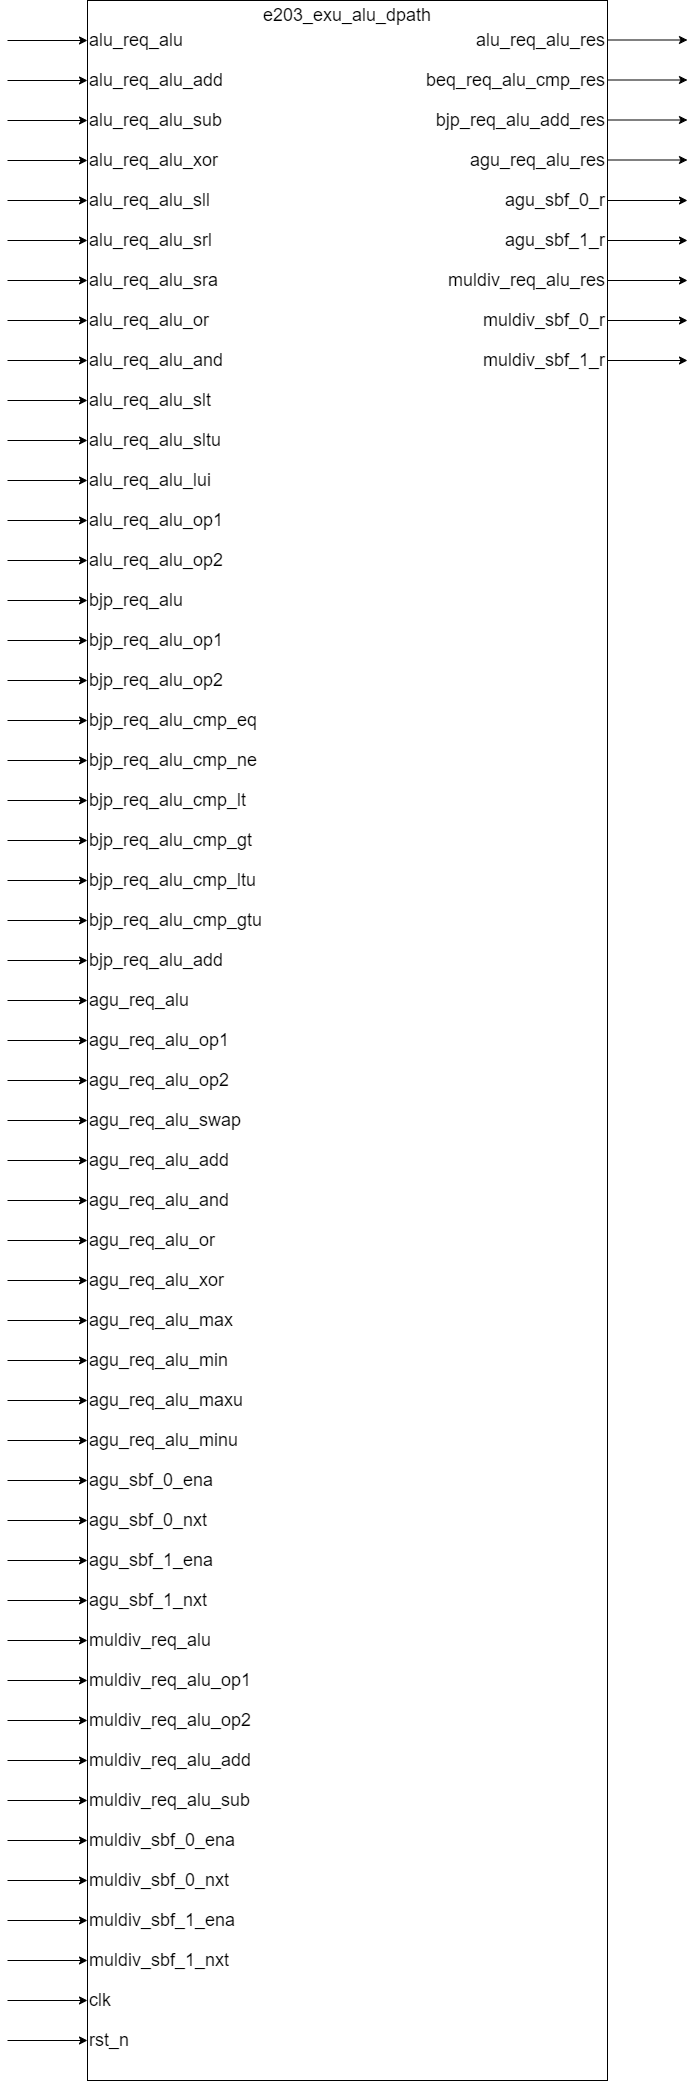 e203_exu_alu_dpath
alu_req_alu
alu_req_alu_res
alu_req_alu_add
beq_req_alu_cmp_res
alu_req_alu_sub
bjp_req_alu_add_res
alu_req_alu_xor
agu_req_alu_res
alu_req_alu_sll
agu_sbf_0_r
alu_req_alu_srl
agu_sbf_1_r
alu_req_alu_sra
muldiv_req_alu_res
alu_req_alu_or
muldiv_sbf_0_r
alu_req_alu_and
muldiv_sbf_1_r
alu_req_alu_slt
alu_req_alu_sltu
alu_req_alu_lui
alu_req_alu_op1
alu_req_alu_op2
bjp_req_alu
bjp_req_alu_op1
bjp_req_alu_op2
bjp_req_alu_cmp_eq
bjp_req_alu_cmp_ne
bjp_req_alu_cmp_lt
bjp_req_alu_cmp_gt
bjp_req_alu_cmp_ltu
bjp_req_alu_cmp_gtu
bjp_req_alu_add
agu_req_alu
agu_req_alu_op1
agu_req_alu_op2
agu_req_alu_swap
agu_req_alu_add
agu_req_alu_and
agu_req_alu_or
agu_req_alu_xor
agu_req_alu_max
agu_req_alu_min
agu_req_alu_maxu
agu_req_alu_minu
agu_sbf_0_ena
agu_sbf_0_nxt
agu_sbf_1_ena
agu_sbf_1_nxt
muldiv_req_alu
muldiv_req_alu_op1
muldiv_req_alu_op2
muldiv_req_alu_add
muldiv_req_alu_sub
muldiv_sbf_0_ena
muldiv_sbf_0_nxt
muldiv_sbf_1_ena
muldiv_sbf_1_nxt
clk
rst_n